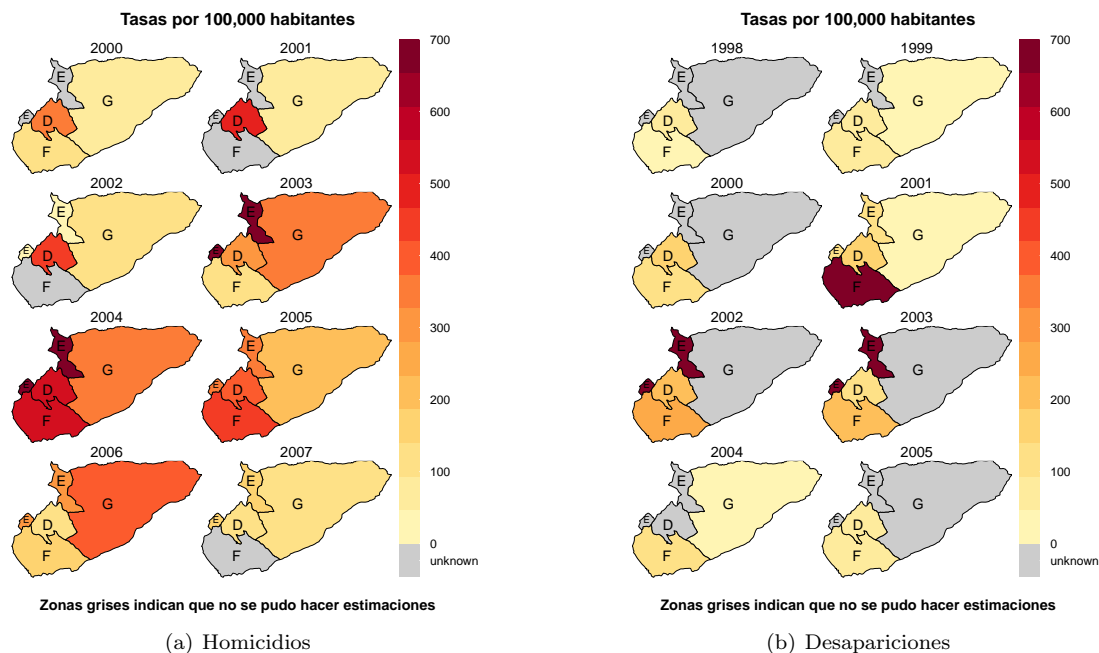 Tasas por 100,000 habitantes
2000
2001
E
G
E
D
F
E
G
E
D
F
2002
2003
E
G
E
D
F
E
G
E
D
F
2004
2005
E
G
E
D
F
E
G
E
D
F
2006
2007
E
G
E
D
F
E
G
E
D
F
700
600
500
400
300
200
100
0
unknown
Zonas grises indican que no se pudo hacer estimaciones
(a) Homicidios
Tasas por 100,000 habitantes
1998
1999
E
G
E
D
F
E
G
E
D
F
2000
2001
E
G
E
D
F
E
G
E
D
F
2002
2003
E
G
E
D
F
E
G
E
D
F
2004
2005
E
G
E
D
F
E
G
E
D
F
700
600
500
400
300
200
100
0
unknown
Zonas grises indican que no se pudo hacer estimaciones
(b) Desapariciones